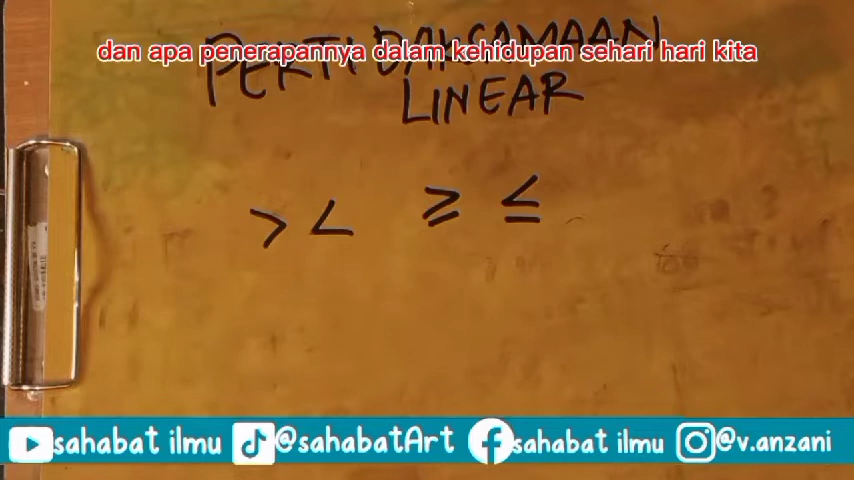 dan apa penerapannya dalam kehidupan sehari hari kita
PERTIDAKSAMAAN
LINEAR
> < ≥ ≤
sahabat ilmu @sahabatArt sahabat ilmu @v.anzani